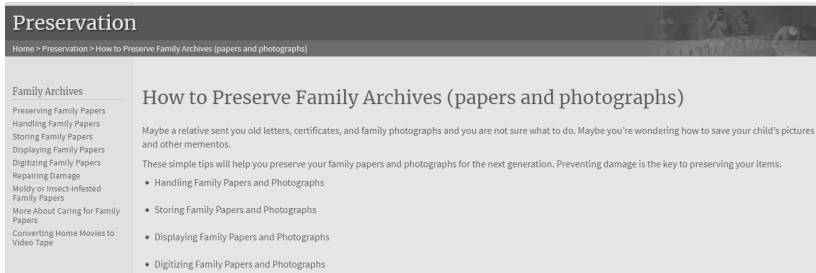 Preservation
Home > Preservation > How to Preserve Family Archives (papers and photographs)
Family Archives
Preserving Family Papers
Handling Family Papers
Storing Family Papers
Displaying Family Papers
Digitizing Family Papers
Repairing Damage
Moldy or Insect-Infested
Family Papers
More About Caring for Family
Papers
Converting Home Movies to
Video Tape
How to Preserve Family Archives (papers and photographs)
Maybe a relative sent you old letters, certificates, and family photographs and you are not sure what to do. Maybe you're wondering how to save your child's pictures
and other mementos.
These simple tips will help you preserve your family papers and photographs for the next generation. Preventing damage is the key to preserving your items.
• Handling Family Papers and Photographs
• Storing Family Papers and Photographs
• Displaying Family Papers and Photographs
• Digitizing Family Papers and Photographs